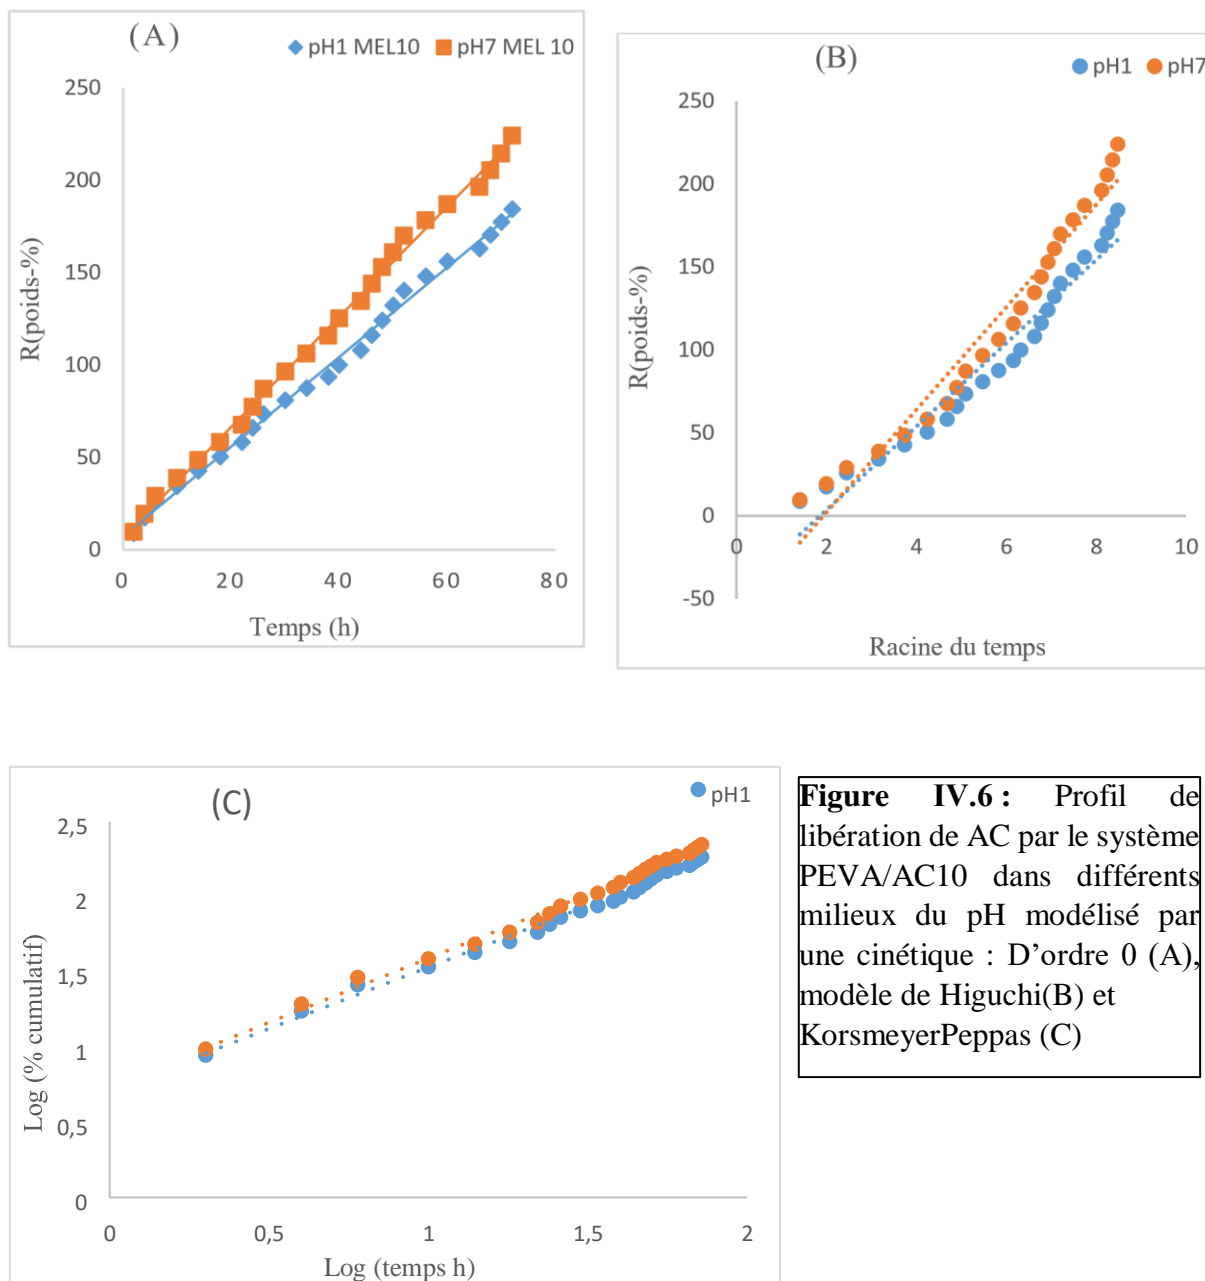 (A)
pH1 MEL10 pH7 MEL 10
250
200
150
100
50
0
R(poids-%)
0 20 40 60 80
Temps (h)
(B)
pH1 pH7
250
200
150
100
50
0
-50
R(poids-%)
0 2 4 6 8 10
Racine du temps
(C)
pH1
2,5
2
1,5
1
0,5
0
Log (% cumulatif)
0 0,5 1 1,5 2
Log (temps h)
Figure IV.6 : Profil de
libération de AC par le système
PEVA/AC10 dans différents
milieux du pH modélisé par
une cinétique : D’ordre 0 (A),
modèle de Higuchi(B) et
KorsmeyerPeppas (C)